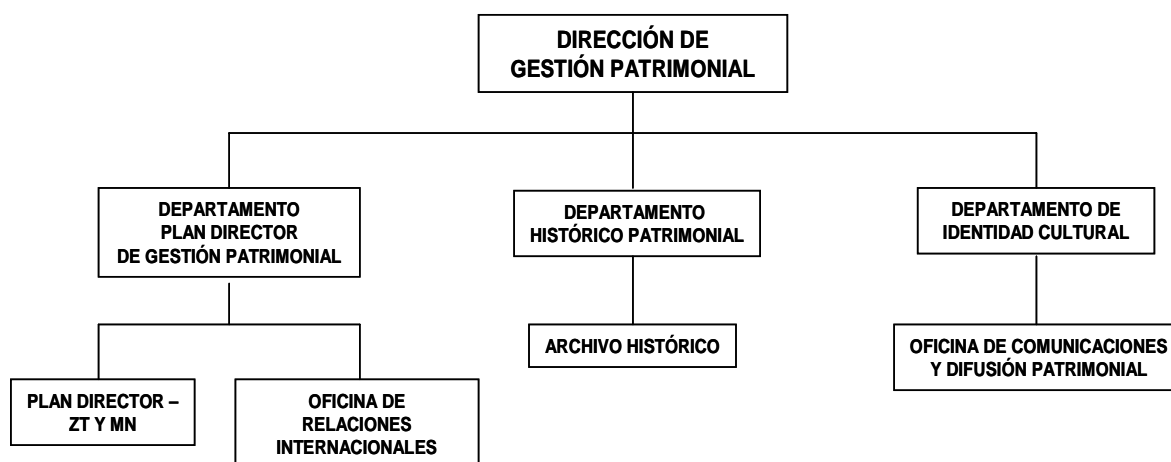 DIRECCIÓN DE
GESTIÓN PATRIMONIAL
DEPARTAMENTO
PLAN DIRECTOR
DE GESTIÓN PATRIMONIAL
DEPARTAMENTO
HISTÓRICO PATRIMONIAL
DEPARTAMENTO DE
IDENTIDAD CULTURAL
ARCHIVO HISTÓRICO
OFICINA DE COMUNICACIONES
Y DIFUSIÓN PATRIMONIAL
PLAN DIRECTOR –
ZT Y MN
OFICINA DE
RELACIONES
INTERNACIONALES